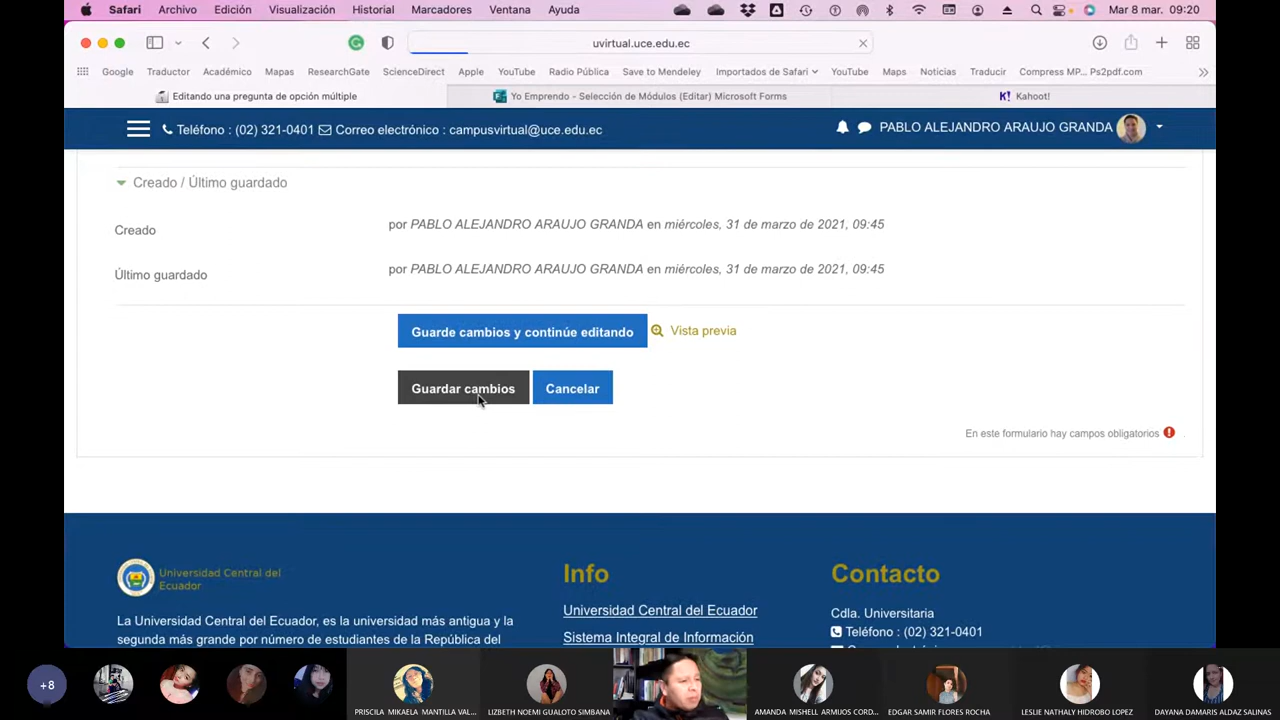 Safari Archivo Edición Visualización Historial Marcadores Ventana Ayuda Mar 8 mar. 09:20
uvirtual.uce.edu.ec
Google Traductor Académico Mapas ResearchGate ScienceDirect Apple YouTube Radio Pública Save to Mendeley Importados de Safari YouTube Maps Noticias Traducir Compress MP... Ps2pdf.com
Editando una pregunta de opción múltiple Yo Emprendo - Selección de Módulos (Editar) Microsoft Forms K! Kahoot!
Teléfono : (02) 321-0401 Correo electrónico : campusvirtual@uce.edu.ec PABLO ALEJANDRO ARAUJO GRANDA
Creado / Último guardado
Creado por PABLO ALEJANDRO ARAUJO GRANDA en miércoles, 31 de marzo de 2021, 09:45
Último guardado por PABLO ALEJANDRO ARAUJO GRANDA en miércoles, 31 de marzo de 2021, 09:45
Guarde cambios y continúe editando Vista previa
Guardar cambios Cancelar
En este formulario hay campos obligatorios
Universidad Central del
Ecuador
La Universidad Central del Ecuador, es la universidad más antigua y la
segunda más grande por número de estudiantes de la República del
Info
Universidad Central del Ecuador
Sistema Integral de Información
Contacto
Cdla. Universitaria
Teléfono : (02) 321-0401
+8 PRISCILA MIKAELA MANTILLA VAL... LIZBETH NOEMI GUALOTO SIMBANA AMANDA MISHELL ARMIJOS CORD... EDGAR SAMIR FLORES ROCHA LESLIE NATHALY HIDROBO LOPEZ DAYANA DAMARIS ALDAZ SALINAS